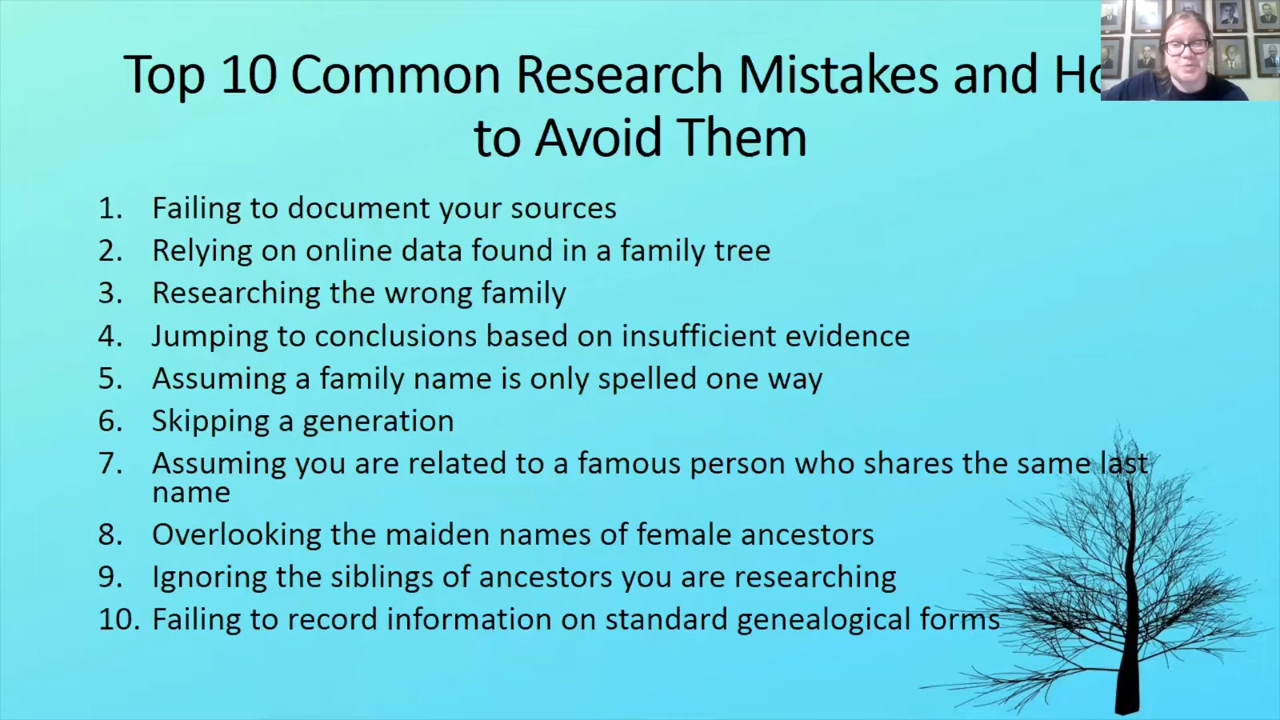 Top 10 Common Research Mistakes and Ho
to Avoid Them
1. Failing to document your sources
2. Relying on online data found in a family tree
3. Researching the wrong family
4. Jumping to conclusions based on insufficient evidence
5. Assuming a family name is only spelled one way
6. Skipping a generation
7. Assuming you are related to a famous person who shares the same last
name
8. Overlooking the maiden names of female ancestors
9. Ignoring the siblings of ancestors you are researching
10. Failing to record information on standard genealogical forms